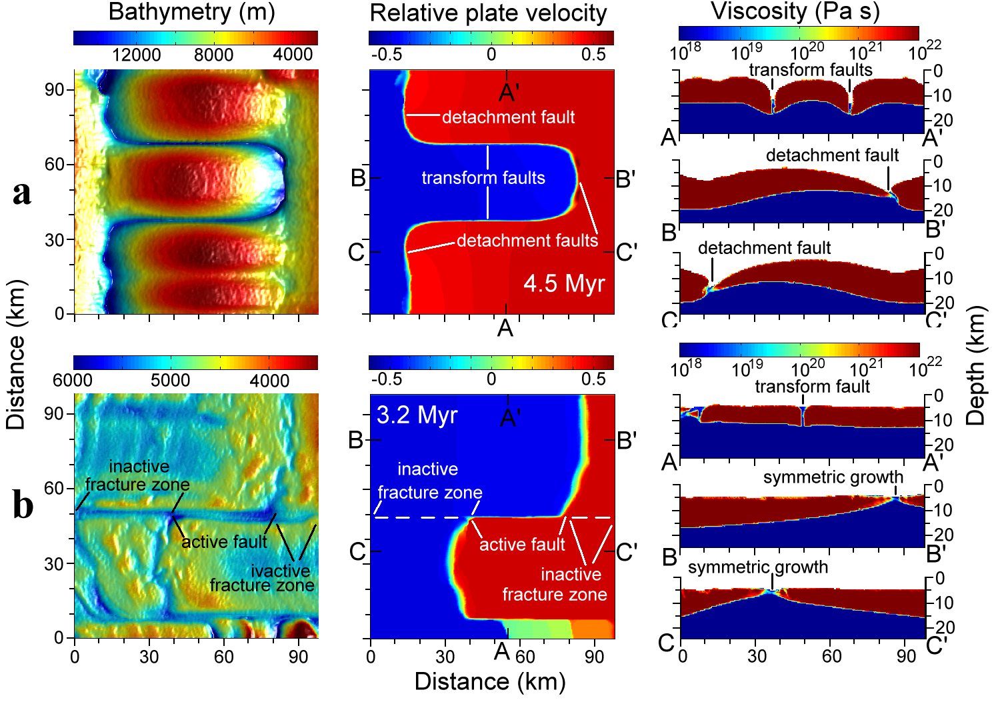 Bathymetry (m)
Relative plate velocity
Viscosity (Pa s)
12000 8000 4000
-0.5 0 0.5
10^18 10^19 10^20 10^21 10^22
90
60
30
0
a
A'
detachment fault
B
transform faults
B'
detachment faults
C
C'
4.5 Myr
A
transform faults
0
10
20
A
A'
detachment fault
0
10
20
B
B'
detachment fault
0
10
20
C
C'
Distance (km)
Depth (km)
6000 5000 4000
-0.5 0 0.5
10^18 10^19 10^20 10^21 10^22
b
90
60
30
0
inactive
fracture zone
active fault
ivactive
fracture zone
0 30 60 90
3.2 Myr
A'
B
B'
inactive
fracture zone
C
active fault
C'
inactive
fracture zone
A
0 30 60 90
Distance (km)
transform fault
0
10
20
A
A'
symmetric growth
0
10
20
B
B'
symmetric growth
0
10
20
C
C'
0 30 60 90